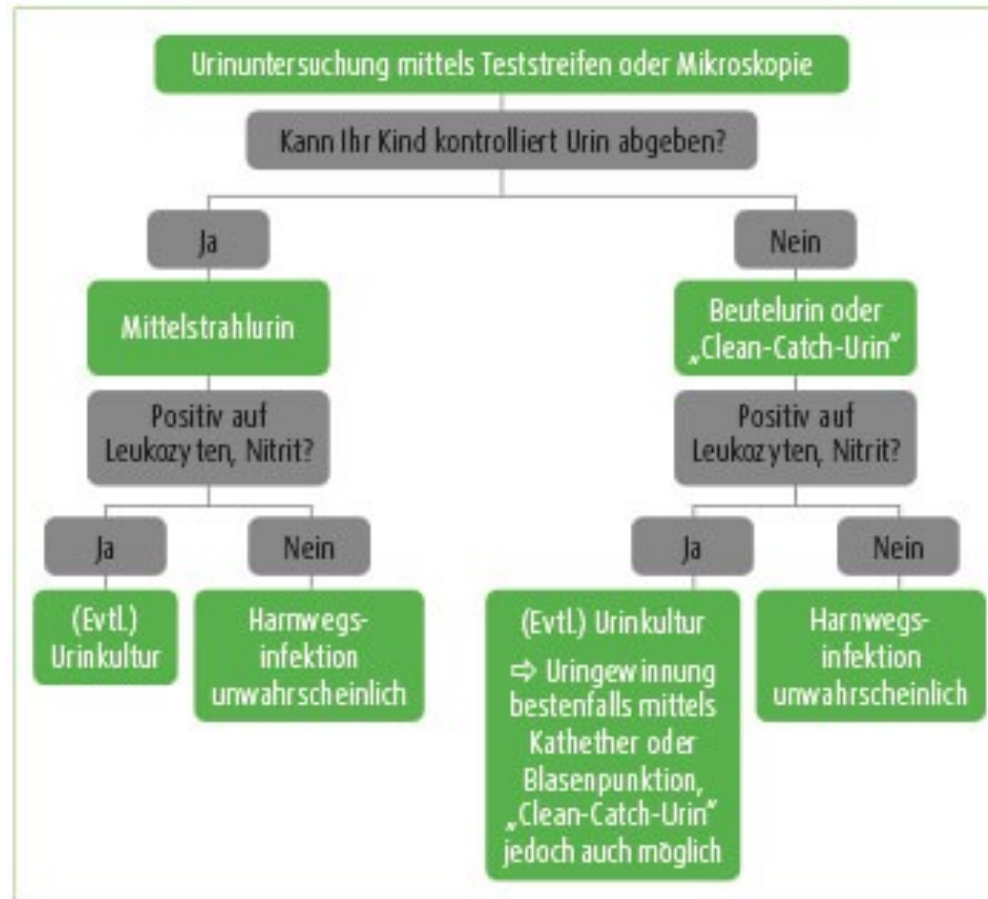 Urinuntersuchung mittels Teststreifen oder Mikroskopie
Kann Ihr Kind kontrolliert Urin abgeben?
Ja
Nein
Mittelstrahlurin
Beutelurin oder
„Clean-Catch-Urin“
Positiv auf
Leukozyten, Nitrit?
Positiv auf
Leukozyten, Nitrit?
Ja
Nein
Ja
Nein
(Evtl.)
Urinkultur
Harnwegs-
infektion
unwahrscheinlich
(Evtl.) Urinkultur
⇨ Uringewinnung
bestenfalls mittels
Kathether oder
Blasenpunktion,
„Clean-Catch-Urin“
jedoch auch möglich
Harnwegs-
infektion
unwahrscheinlich